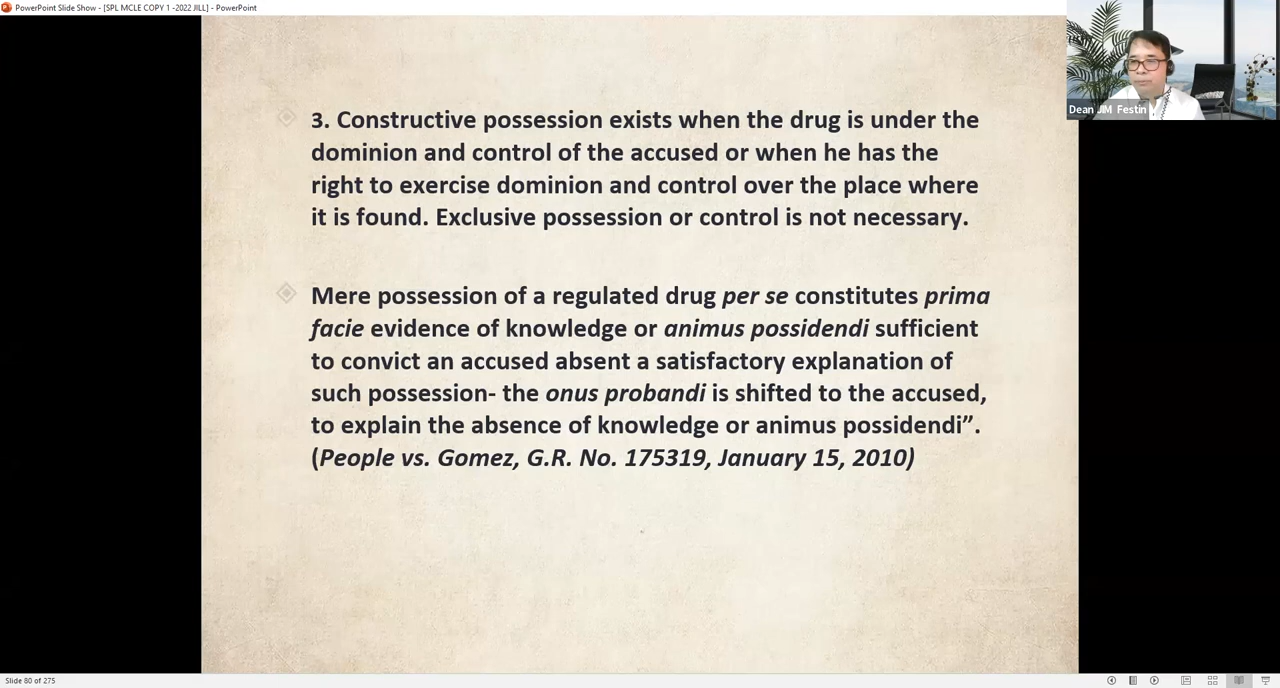 PowerPoint Slide Show - [SPL MCLE COPY 1 -2022 JILL] - PowerPoint
Dean JIM Festin
3. Constructive possession exists when the drug is under the
dominion and control of the accused or when he has the
right to exercise dominion and control over the place where
it is found. Exclusive possession or control is not necessary.
Mere possession of a regulated drug per se constitutes prima
facie evidence of knowledge or animus possidendi sufficient
to convict an accused absent a satisfactory explanation of
such possession- the onus probandi is shifted to the accused,
to explain the absence of knowledge or animus possidendi”.
(People vs. Gomez, G.R. No. 175319, January 15, 2010)
Slide 80 of 275